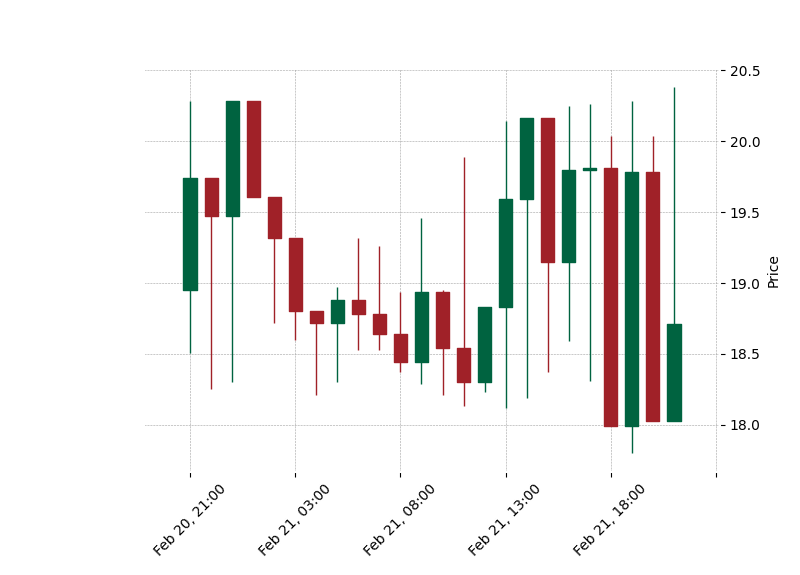 20.5
20.0
19.5
19.0
18.5
18.0
Price
Feb 20, 21:00
Feb 21, 03:00
Feb 21, 08:00
Feb 21, 13:00
Feb 21, 18:00